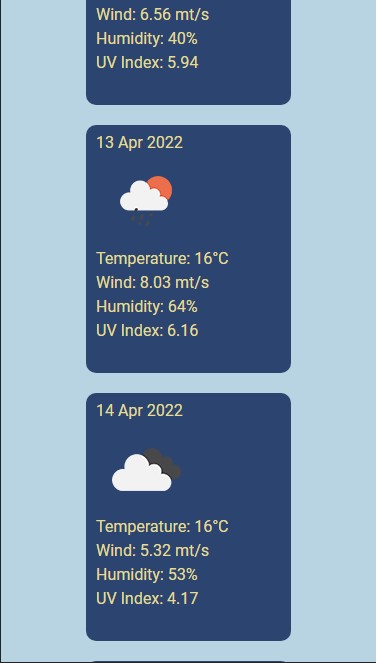 Wind: 6.56 mt/s
Humidity: 40%
UV Index: 5.94
13 Apr 2022
Temperature: 16°C
Wind: 8.03 mt/s
Humidity: 64%
UV Index: 6.16
14 Apr 2022
Temperature: 16°C
Wind: 5.32 mt/s
Humidity: 53%
UV Index: 4.17